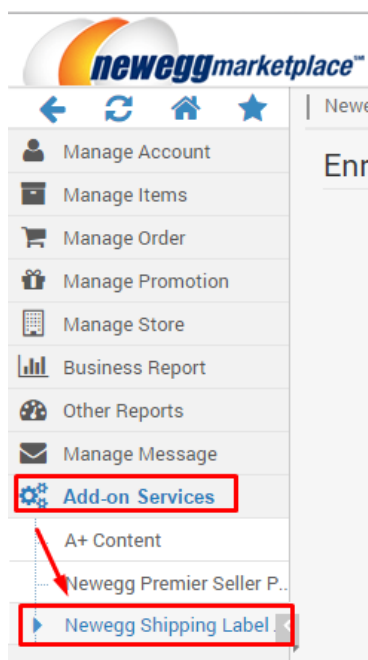 neweggmarketplace℠
Newe
Enr
Manage Account
Manage Items
Manage Order
Manage Promotion
Manage Store
Business Report
Other Reports
Manage Message
Add-on Services
A+ Content
Newegg Premier Seller P..
Newegg Shipping Label .